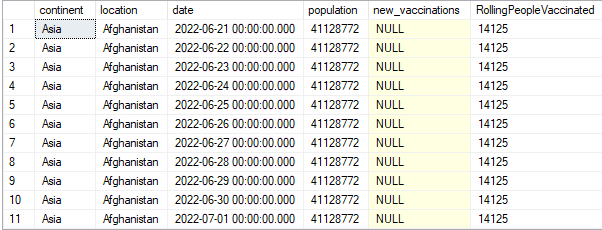 continent location date population new_vaccinations RollingPeopleVaccinated
1 Asia Afghanistan 2022-06-21 00:00:00.000 41128772 NULL 14125
2 Asia Afghanistan 2022-06-22 00:00:00.000 41128772 NULL 14125
3 Asia Afghanistan 2022-06-23 00:00:00.000 41128772 NULL 14125
4 Asia Afghanistan 2022-06-24 00:00:00.000 41128772 NULL 14125
5 Asia Afghanistan 2022-06-25 00:00:00.000 41128772 NULL 14125
6 Asia Afghanistan 2022-06-26 00:00:00.000 41128772 NULL 14125
7 Asia Afghanistan 2022-06-27 00:00:00.000 41128772 NULL 14125
8 Asia Afghanistan 2022-06-28 00:00:00.000 41128772 NULL 14125
9 Asia Afghanistan 2022-06-29 00:00:00.000 41128772 NULL 14125
10 Asia Afghanistan 2022-06-30 00:00:00.000 41128772 NULL 14125
11 Asia Afghanistan 2022-07-01 00:00:00.000 41128772 NULL 14125